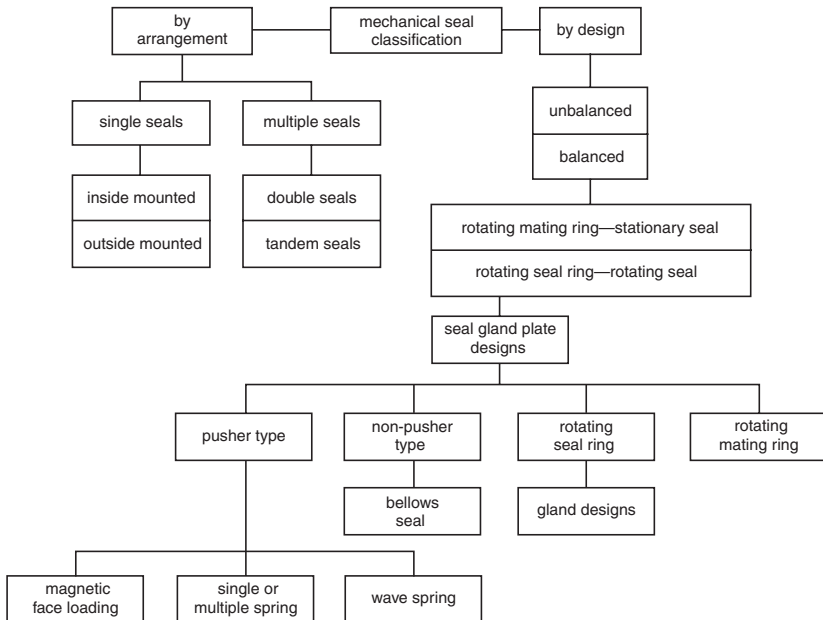 by
arrangement
mechanical seal
classification
by design
single seals
multiple seals
unbalanced
balanced
inside mounted
outside mounted
double seals
tandem seals
rotating mating ring—stationary seal
rotating seal ring—rotating seal
seal gland plate
designs
pusher type
non-pusher
type
rotating
seal ring
rotating
mating ring
bellows
seal
gland designs
magnetic
face loading
single or
multiple spring
wave spring